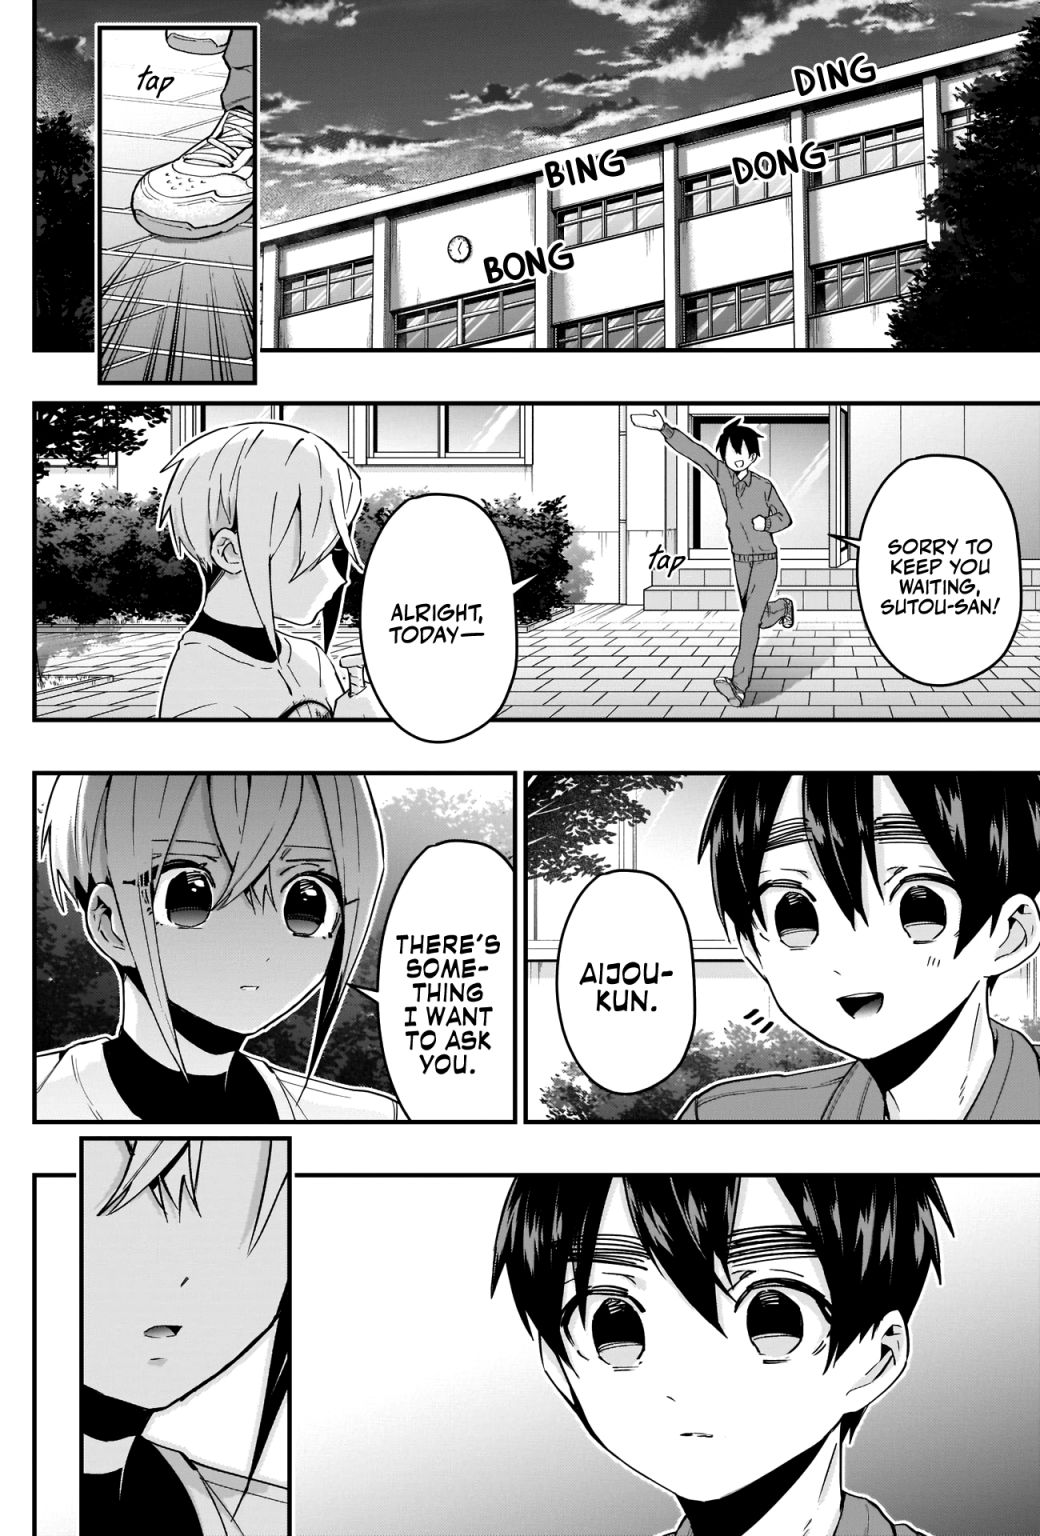 DING
DONG
BING
BONG
tap
SORRY TO
KEEP YOU
WAITING,
SUTOU-SAN!
tap
ALRIGHT,
TODAY—
AIJOU-
KUN.
THERE'S
SOME-
THING
I WANT
TO ASK
YOU.